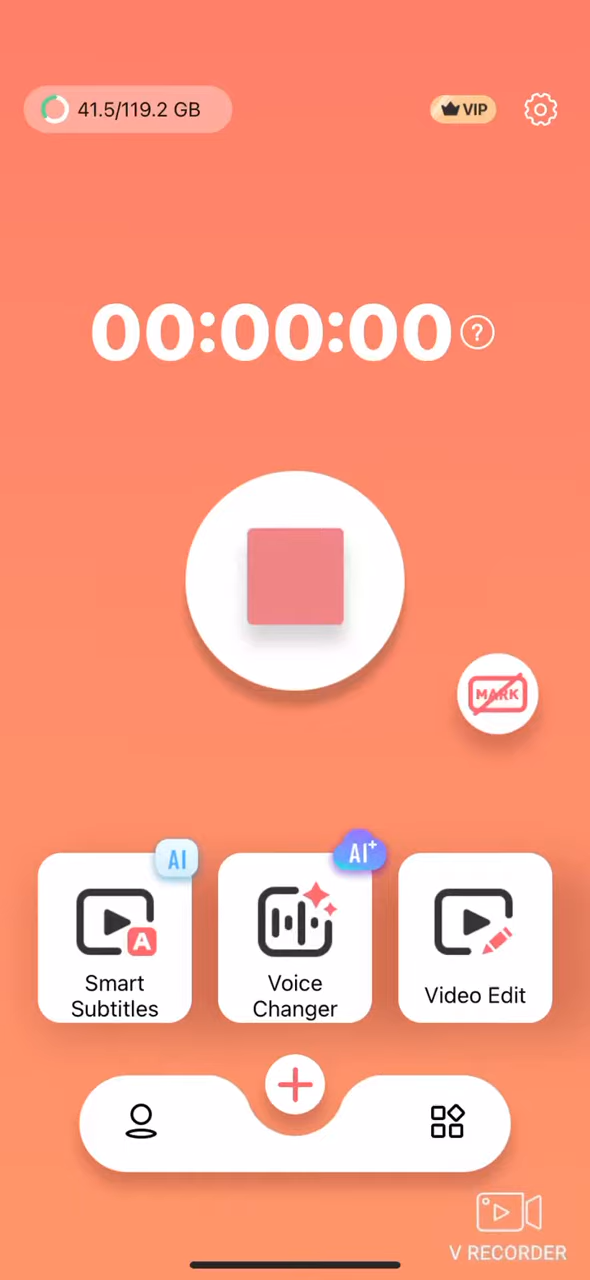 41.5/119.2 GB
VIP
00:00:00
?
MARK
AI
AI+
A
Smart
Subtitles
Voice
Changer
Video Edit
V RECORDER